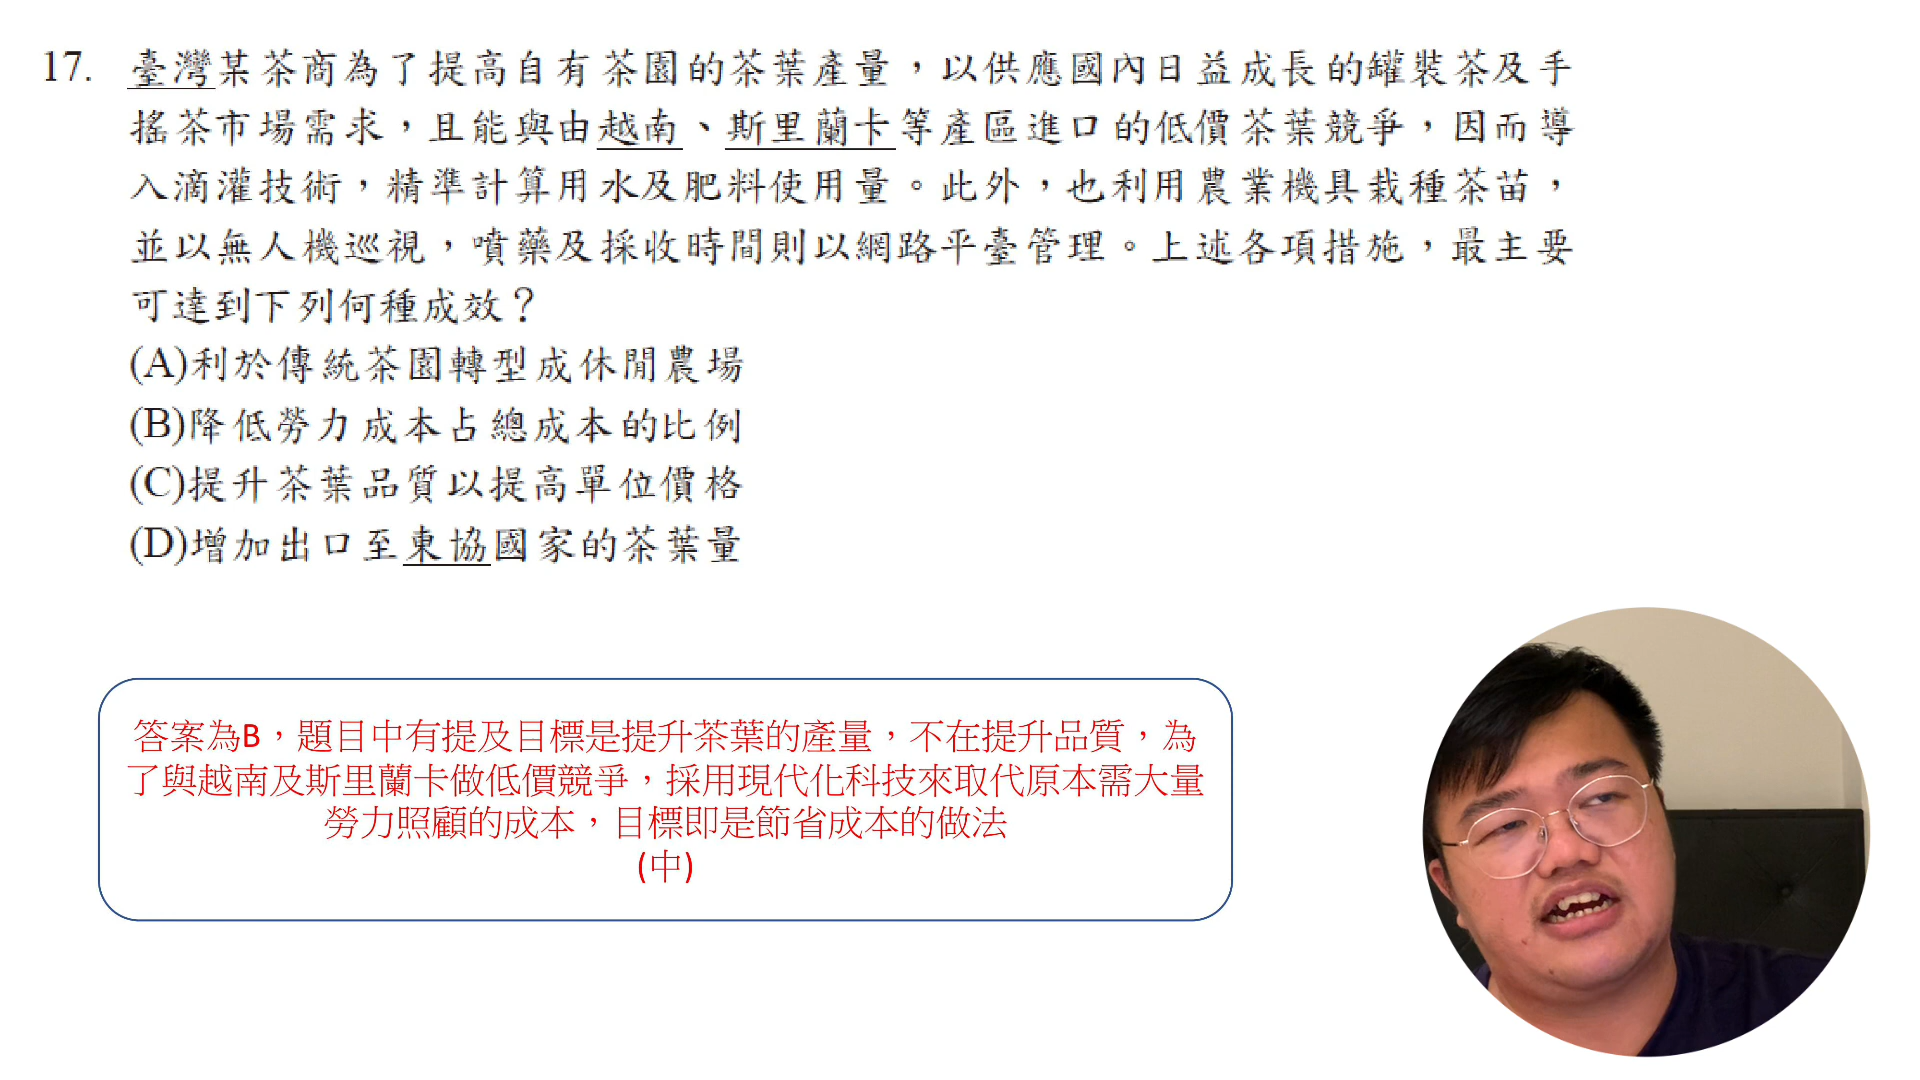 17. 臺灣某茶商為了提高自有茶園的茶葉產量，以供應國內日益成長的罐裝茶及手
搖茶市場需求，且能與由越南、斯里蘭卡等產區進口的低價茶葉競爭，因而導
入滴灌技術，精準計算用水及肥料使用量。此外，也利用農業機具栽種茶苗，
並以無人機巡視，噴藥及採收時間則以網路平臺管理。上述各項措施，最主要
可達到下列何種成效？
(A)利於傳統茶園轉型成休閒農場
(B)降低勞力成本占總成本的比例
(C)提升茶葉品質以提高單位價格
(D)增加出口至東協國家的茶葉量
答案為B，題目中有提及目標是提升茶葉的產量，不在提升品質，為
了與越南及斯里蘭卡做低價競爭，採用現代化科技來取代原本需大量
勞力照顧的成本，目標即是節省成本的做法
(中)